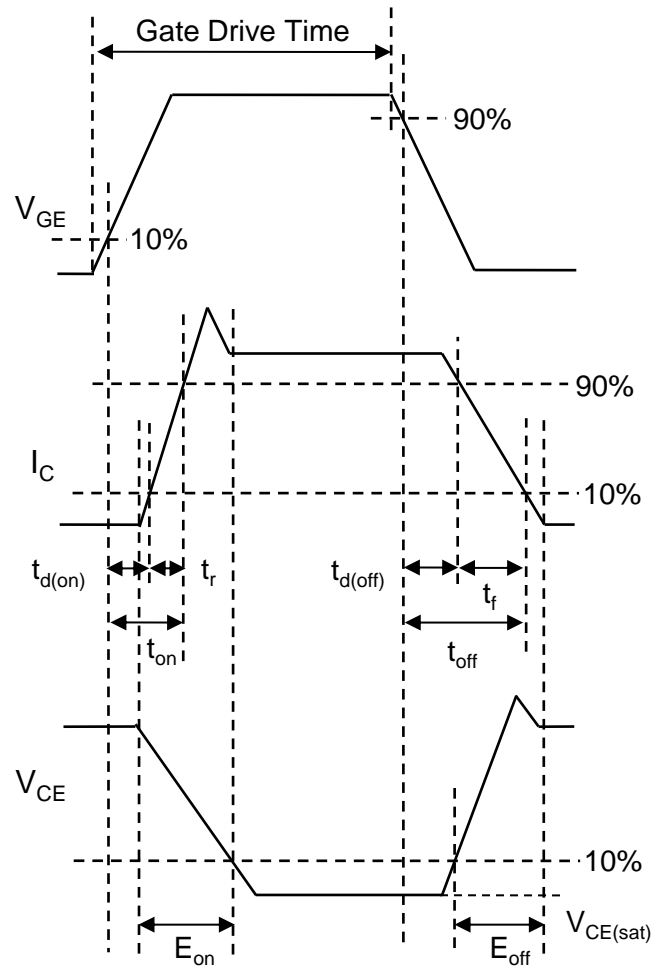 Gate Drive Time
90%
V_GE
10%
90%
I_C
10%
t_d(on)
t_r
t_d(off)
t_f
t_on
t_off
V_CE
10%
V_CE(sat)
E_on
E_off